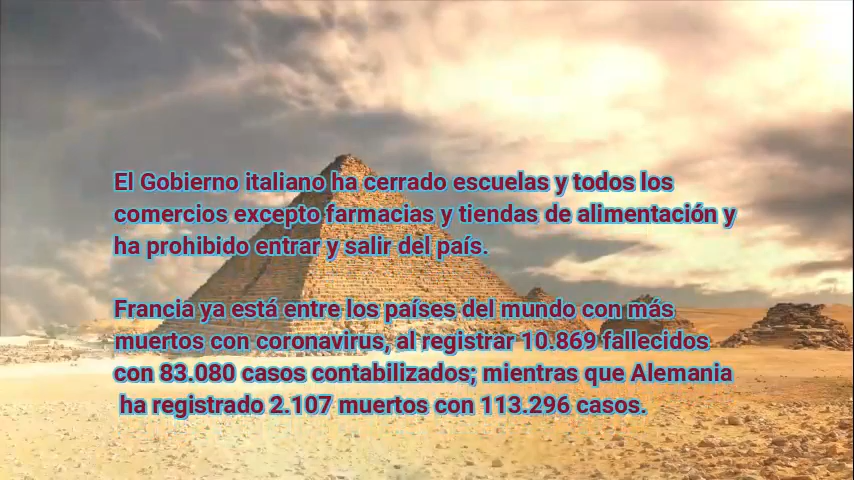 El Gobierno italiano ha cerrado escuelas y todos los
comercios excepto farmacias y tiendas de alimentación y
ha prohibido entrar y salir del país.
Francia ya está entre los países del mundo con más
muertos con coronavirus, al registrar 10.869 fallecidos
con 83.080 casos contabilizados; mientras que Alemania
ha registrado 2.107 muertos con 113.296 casos.